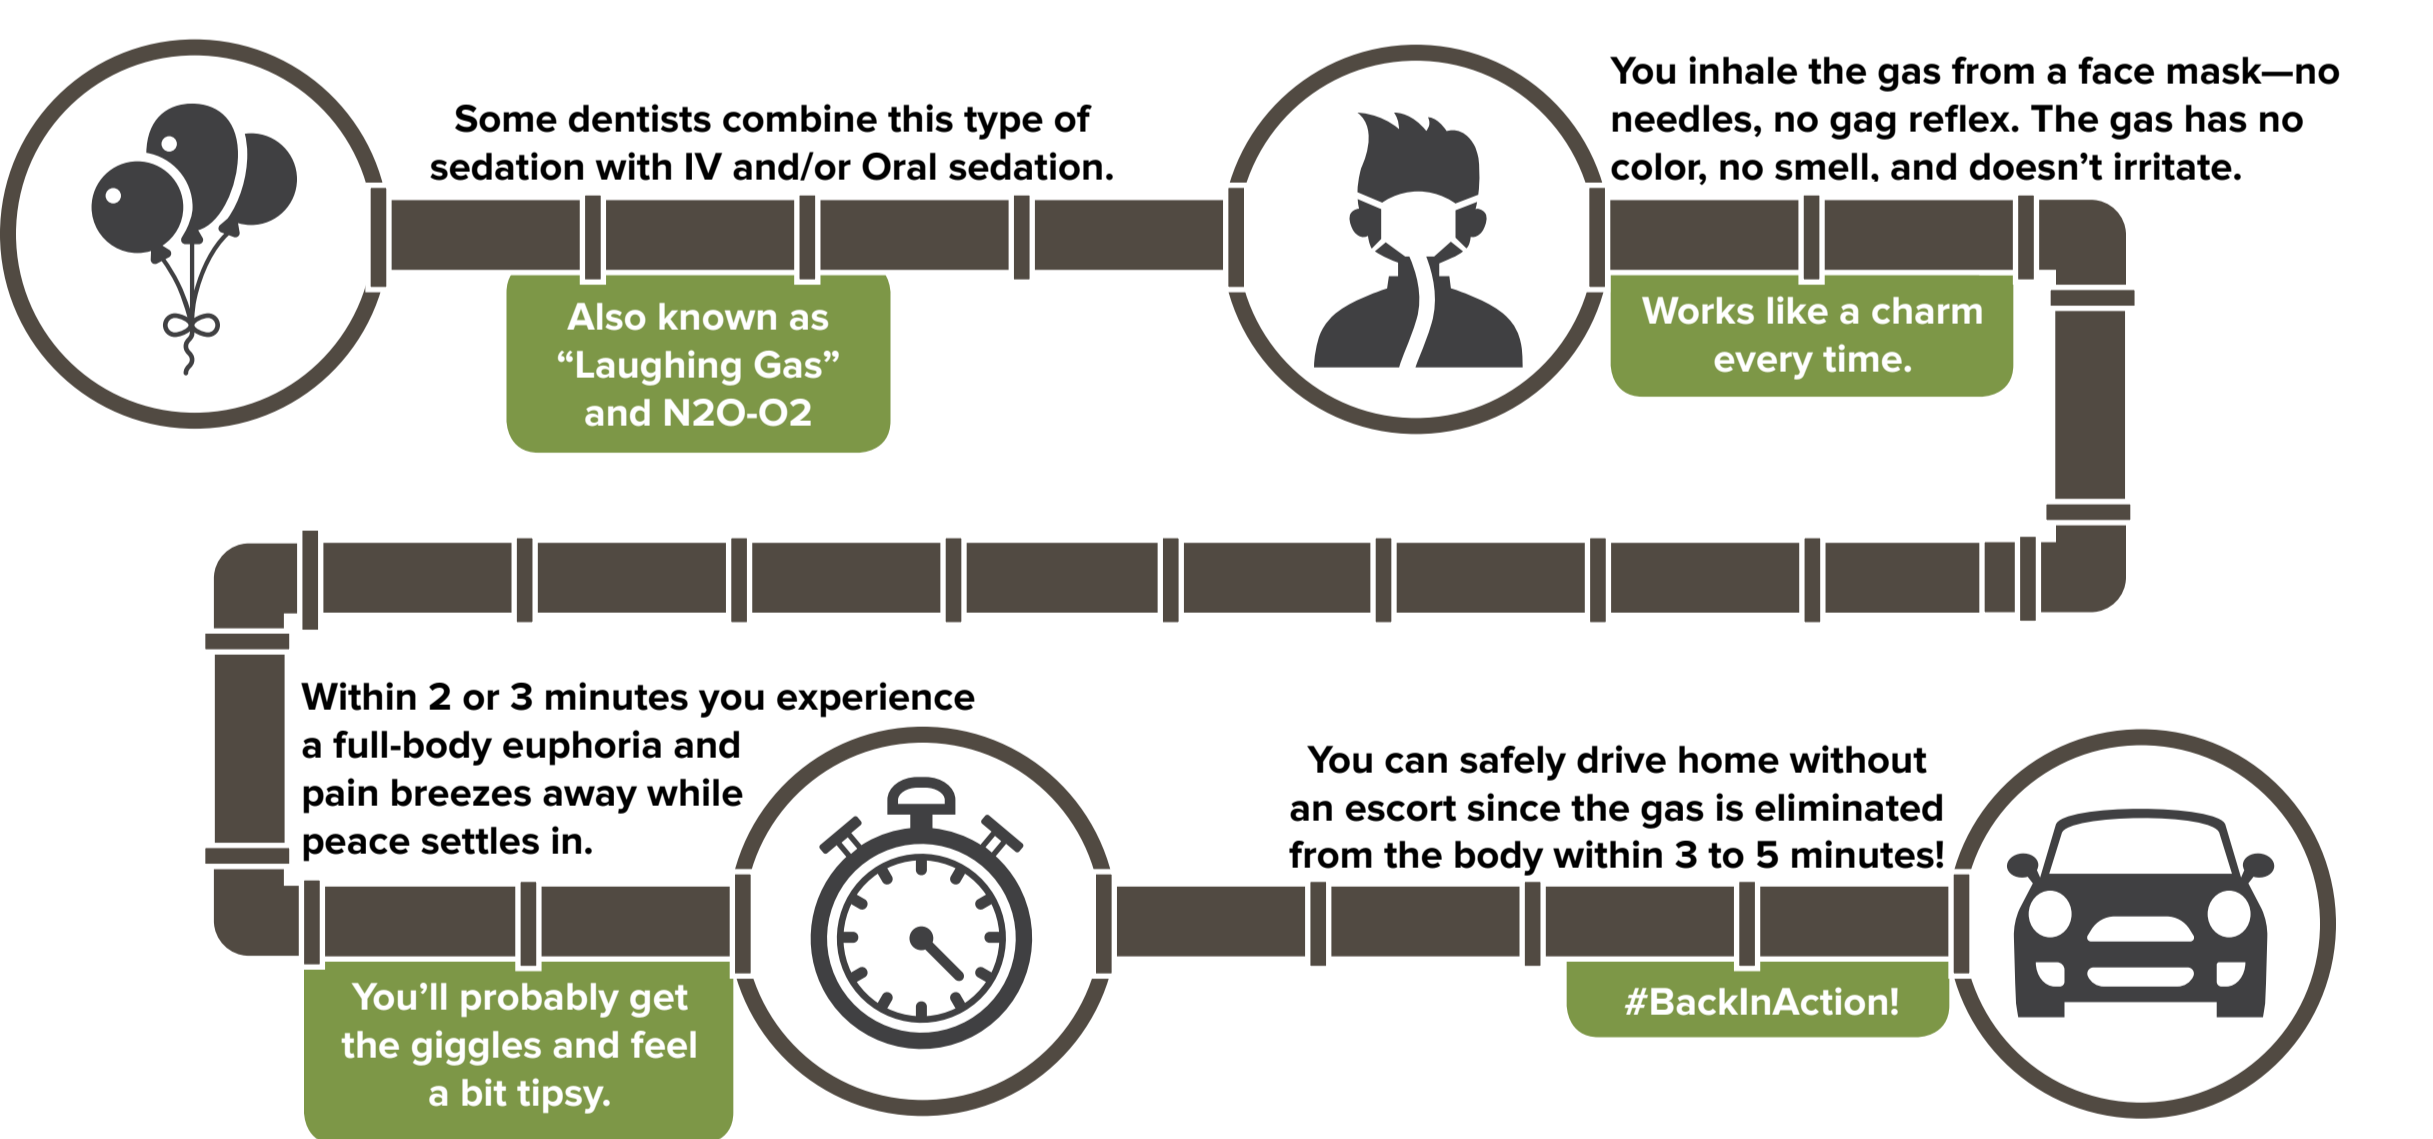 Some dentists combine this type of
sedation with IV and/or Oral sedation.
Also known as
“Laughing Gas”
and N2O-O2
You inhale the gas from a face mask—no
needles, no gag reflex. The gas has no
color, no smell, and doesn’t irritate.
Works like a charm
every time.
Within 2 or 3 minutes you experience
a full-body euphoria and
pain breezes away while
peace settles in.
You’ll probably get
the giggles and feel
a bit tipsy.
You can safely drive home without
an escort since the gas is eliminated
from the body within 3 to 5 minutes!
#BackInAction!